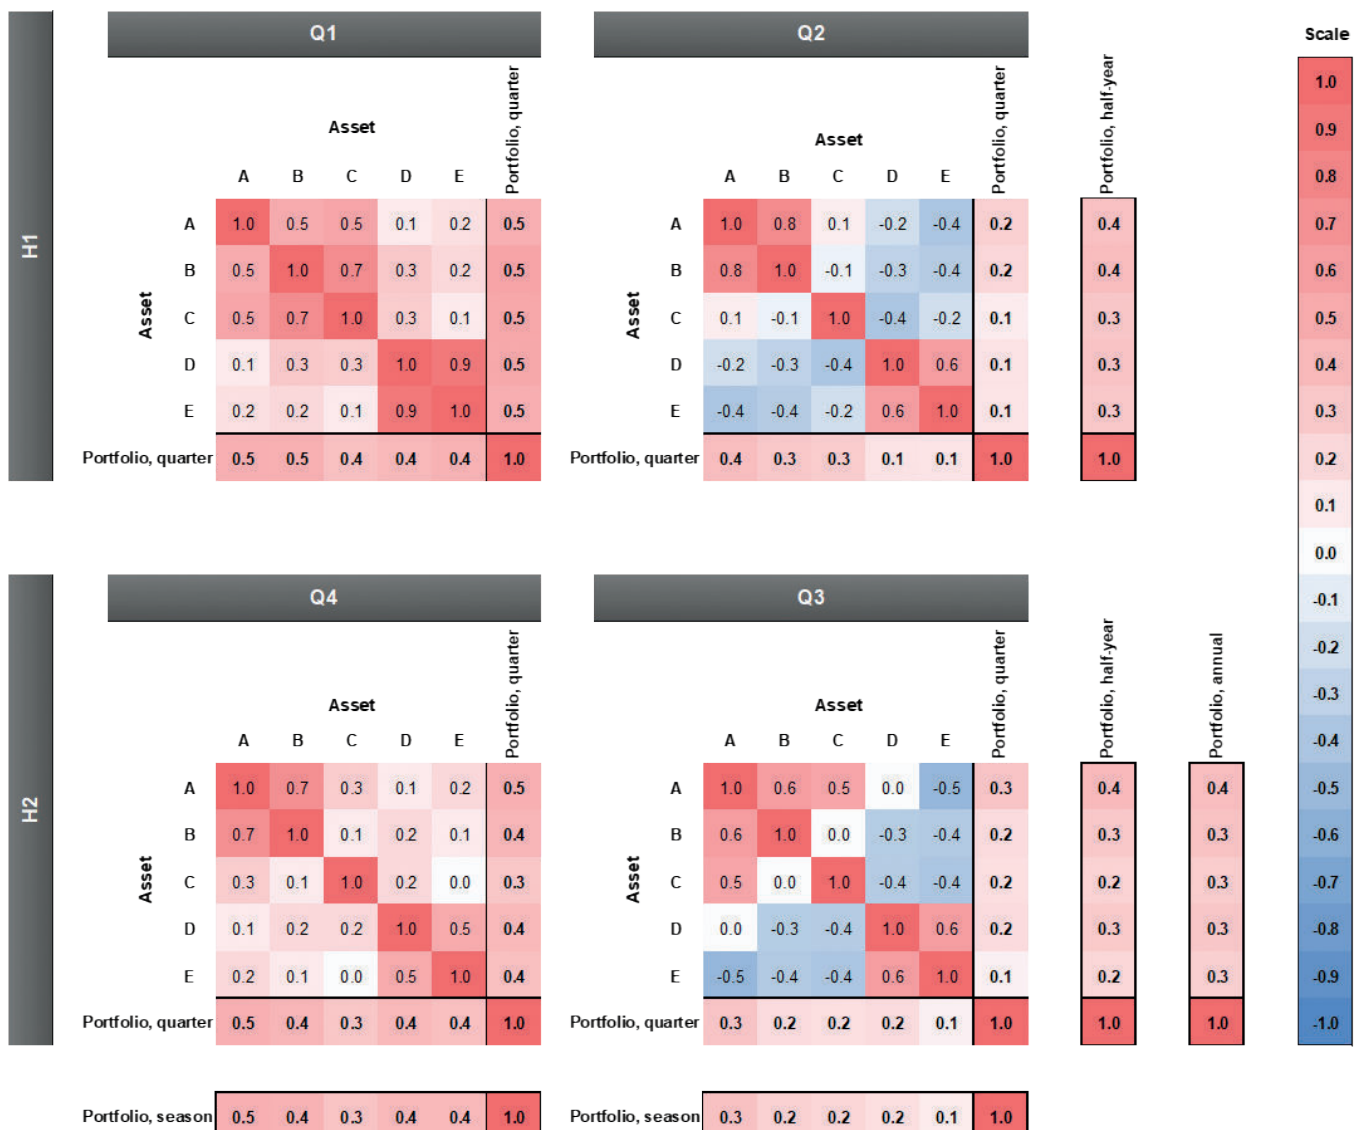 Q1
Q2
Scale
H1
Portfolio, quarter
Portfolio, quarter
Portfolio, half-year
Asset
Asset
A B C D E
A B C D E
Asset
A 1.0 0.5 0.5 0.1 0.2 0.5
B 0.5 1.0 0.7 0.3 0.2 0.5
C 0.5 0.7 1.0 0.3 0.1 0.5
D 0.1 0.3 0.3 1.0 0.9 0.5
E 0.2 0.2 0.1 0.9 1.0 0.5
Portfolio, quarter 0.5 0.5 0.4 0.4 0.4 1.0
Asset
A 1.0 0.8 0.1 -0.2 -0.4 0.2
B 0.8 1.0 -0.1 -0.3 -0.4 0.2
C 0.1 -0.1 1.0 -0.4 -0.2 0.1
D -0.2 -0.3 -0.4 1.0 0.6 0.1
E -0.4 -0.4 -0.2 0.6 1.0 0.1
Portfolio, quarter 0.4 0.3 0.3 0.1 0.1 1.0
0.4
0.4
0.3
0.3
0.3
1.0
H2
Q4
Q3
Portfolio, quarter
Portfolio, quarter
Portfolio, half-year
Portfolio, annual
Asset
Asset
A B C D E
A B C D E
Asset
A 1.0 0.7 0.3 0.1 0.2 0.5
B 0.7 1.0 0.1 0.2 0.1 0.4
C 0.3 0.1 1.0 0.2 0.0 0.3
D 0.1 0.2 0.2 1.0 0.5 0.4
E 0.2 0.1 0.0 0.5 1.0 0.4
Portfolio, quarter 0.5 0.4 0.3 0.4 0.4 1.0
Asset
A 1.0 0.6 0.5 0.0 -0.5 0.3
B 0.6 1.0 0.0 -0.3 -0.4 0.2
C 0.5 0.0 1.0 -0.4 -0.4 0.2
D 0.0 -0.3 -0.4 1.0 0.6 0.2
E -0.5 -0.4 -0.4 0.6 1.0 0.1
Portfolio, quarter 0.3 0.2 0.2 0.2 0.1 1.0
0.4
0.3
0.2
0.3
0.2
1.0
0.4
0.3
0.3
0.3
0.3
1.0
Portfolio, season 0.5 0.4 0.3 0.4 0.4 1.0
Portfolio, season 0.3 0.2 0.2 0.2 0.1 1.0
1.0
0.9
0.8
0.7
0.6
0.5
0.4
0.3
0.2
0.1
0.0
-0.1
-0.2
-0.3
-0.4
-0.5
-0.6
-0.7
-0.8
-0.9
-1.0